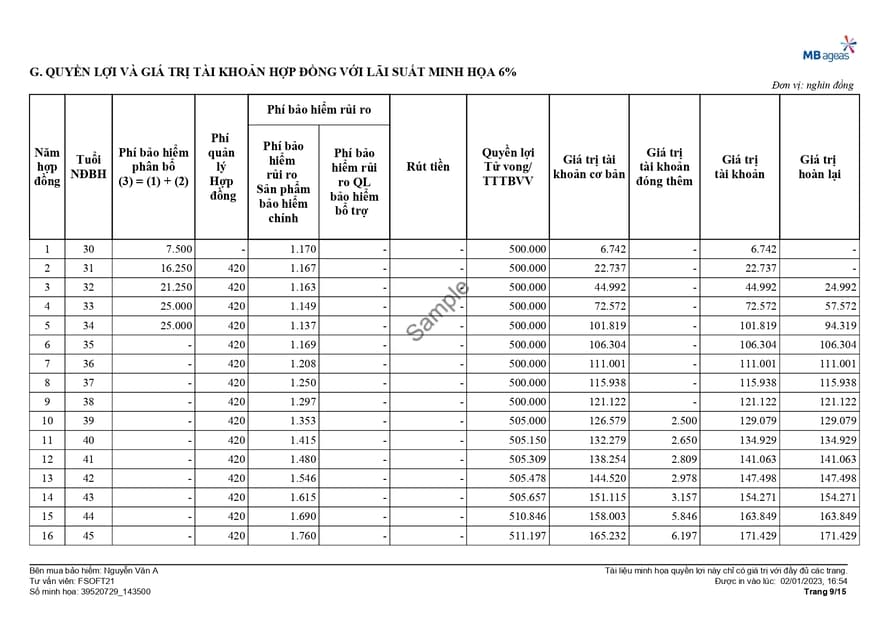 MB ageas
G. QUYỀN LỢI VÀ GIÁ TRỊ TÀI KHOẢN HỢP ĐỒNG VỚI LÃI SUẤT MINH HỌA 6%
Đơn vị: nghìn đồng
Năm hợp đồng | Tuổi NĐBH | Phí bảo hiểm phân bổ (3) = (1) + (2) | Phí quản lý Hợp đồng | Phí bảo hiểm rủi ro | Rút tiền | Quyền lợi Tử vong/ TTTBVV | Giá trị tài khoản cơ bản | Giá trị tài khoản đóng thêm | Giá trị tài khoản | Giá trị hoàn lại
Phí bảo hiểm rủi ro Sản phẩm bảo hiểm chính | Phí bảo hiểm rủi ro QL bảo hiểm bổ trợ
1 | 30 | 7.500 | - | 1.170 | - | - | 500.000 | 6.742 | - | 6.742 | -
2 | 31 | 16.250 | 420 | 1.167 | - | - | 500.000 | 22.737 | - | 22.737 | -
3 | 32 | 21.250 | 420 | 1.163 | - | - | 500.000 | 44.992 | - | 44.992 | 24.992
4 | 33 | 25.000 | 420 | 1.149 | - | - | 500.000 | 72.572 | - | 72.572 | 57.572
5 | 34 | 25.000 | 420 | 1.137 | - | - | 500.000 | 101.819 | - | 101.819 | 94.319
6 | 35 | - | 420 | 1.169 | - | - | 500.000 | 106.304 | - | 106.304 | 106.304
7 | 36 | - | 420 | 1.208 | - | - | 500.000 | 111.001 | - | 111.001 | 111.001
8 | 37 | - | 420 | 1.250 | - | - | 500.000 | 115.938 | - | 115.938 | 115.938
9 | 38 | - | 420 | 1.297 | - | - | 500.000 | 121.122 | - | 121.122 | 121.122
10 | 39 | - | 420 | 1.353 | - | - | 505.000 | 126.579 | 2.500 | 129.079 | 129.079
11 | 40 | - | 420 | 1.415 | - | - | 505.150 | 132.279 | 2.650 | 134.929 | 134.929
12 | 41 | - | 420 | 1.480 | - | - | 505.309 | 138.254 | 2.809 | 141.063 | 141.063
13 | 42 | - | 420 | 1.546 | - | - | 505.478 | 144.520 | 2.978 | 147.498 | 147.498
14 | 43 | - | 420 | 1.615 | - | - | 505.657 | 151.115 | 3.157 | 154.271 | 154.271
15 | 44 | - | 420 | 1.690 | - | - | 510.846 | 158.003 | 5.846 | 163.849 | 163.849
16 | 45 | - | 420 | 1.760 | - | - | 511.197 | 165.232 | 6.197 | 171.429 | 171.429
Sample
Bên mua bảo hiểm: Nguyễn Văn A
Tư vấn viên: FSOFT21
Số minh họa: 39520729_143500
Tài liệu minh họa quyền lợi này chỉ có giá trị với đầy đủ các trang.
Được in vào lúc: 02/01/2023, 16:54
Trang 9/15